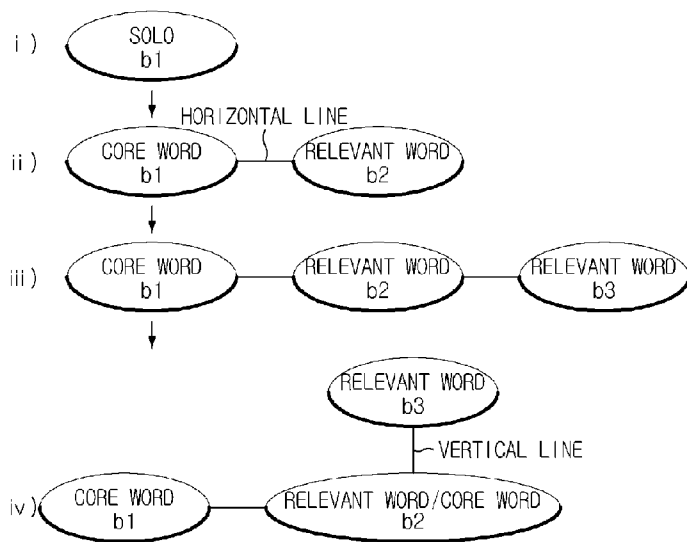 i)
SOLO
b1
HORIZONTAL LINE
ii)
CORE WORD
b1
RELEVANT WORD
b2
iii)
CORE WORD
b1
RELEVANT WORD
b2
RELEVANT WORD
b3
RELEVANT WORD
b3
VERTICAL LINE
iv)
CORE WORD
b1
RELEVANT WORD/CORE WORD
b2